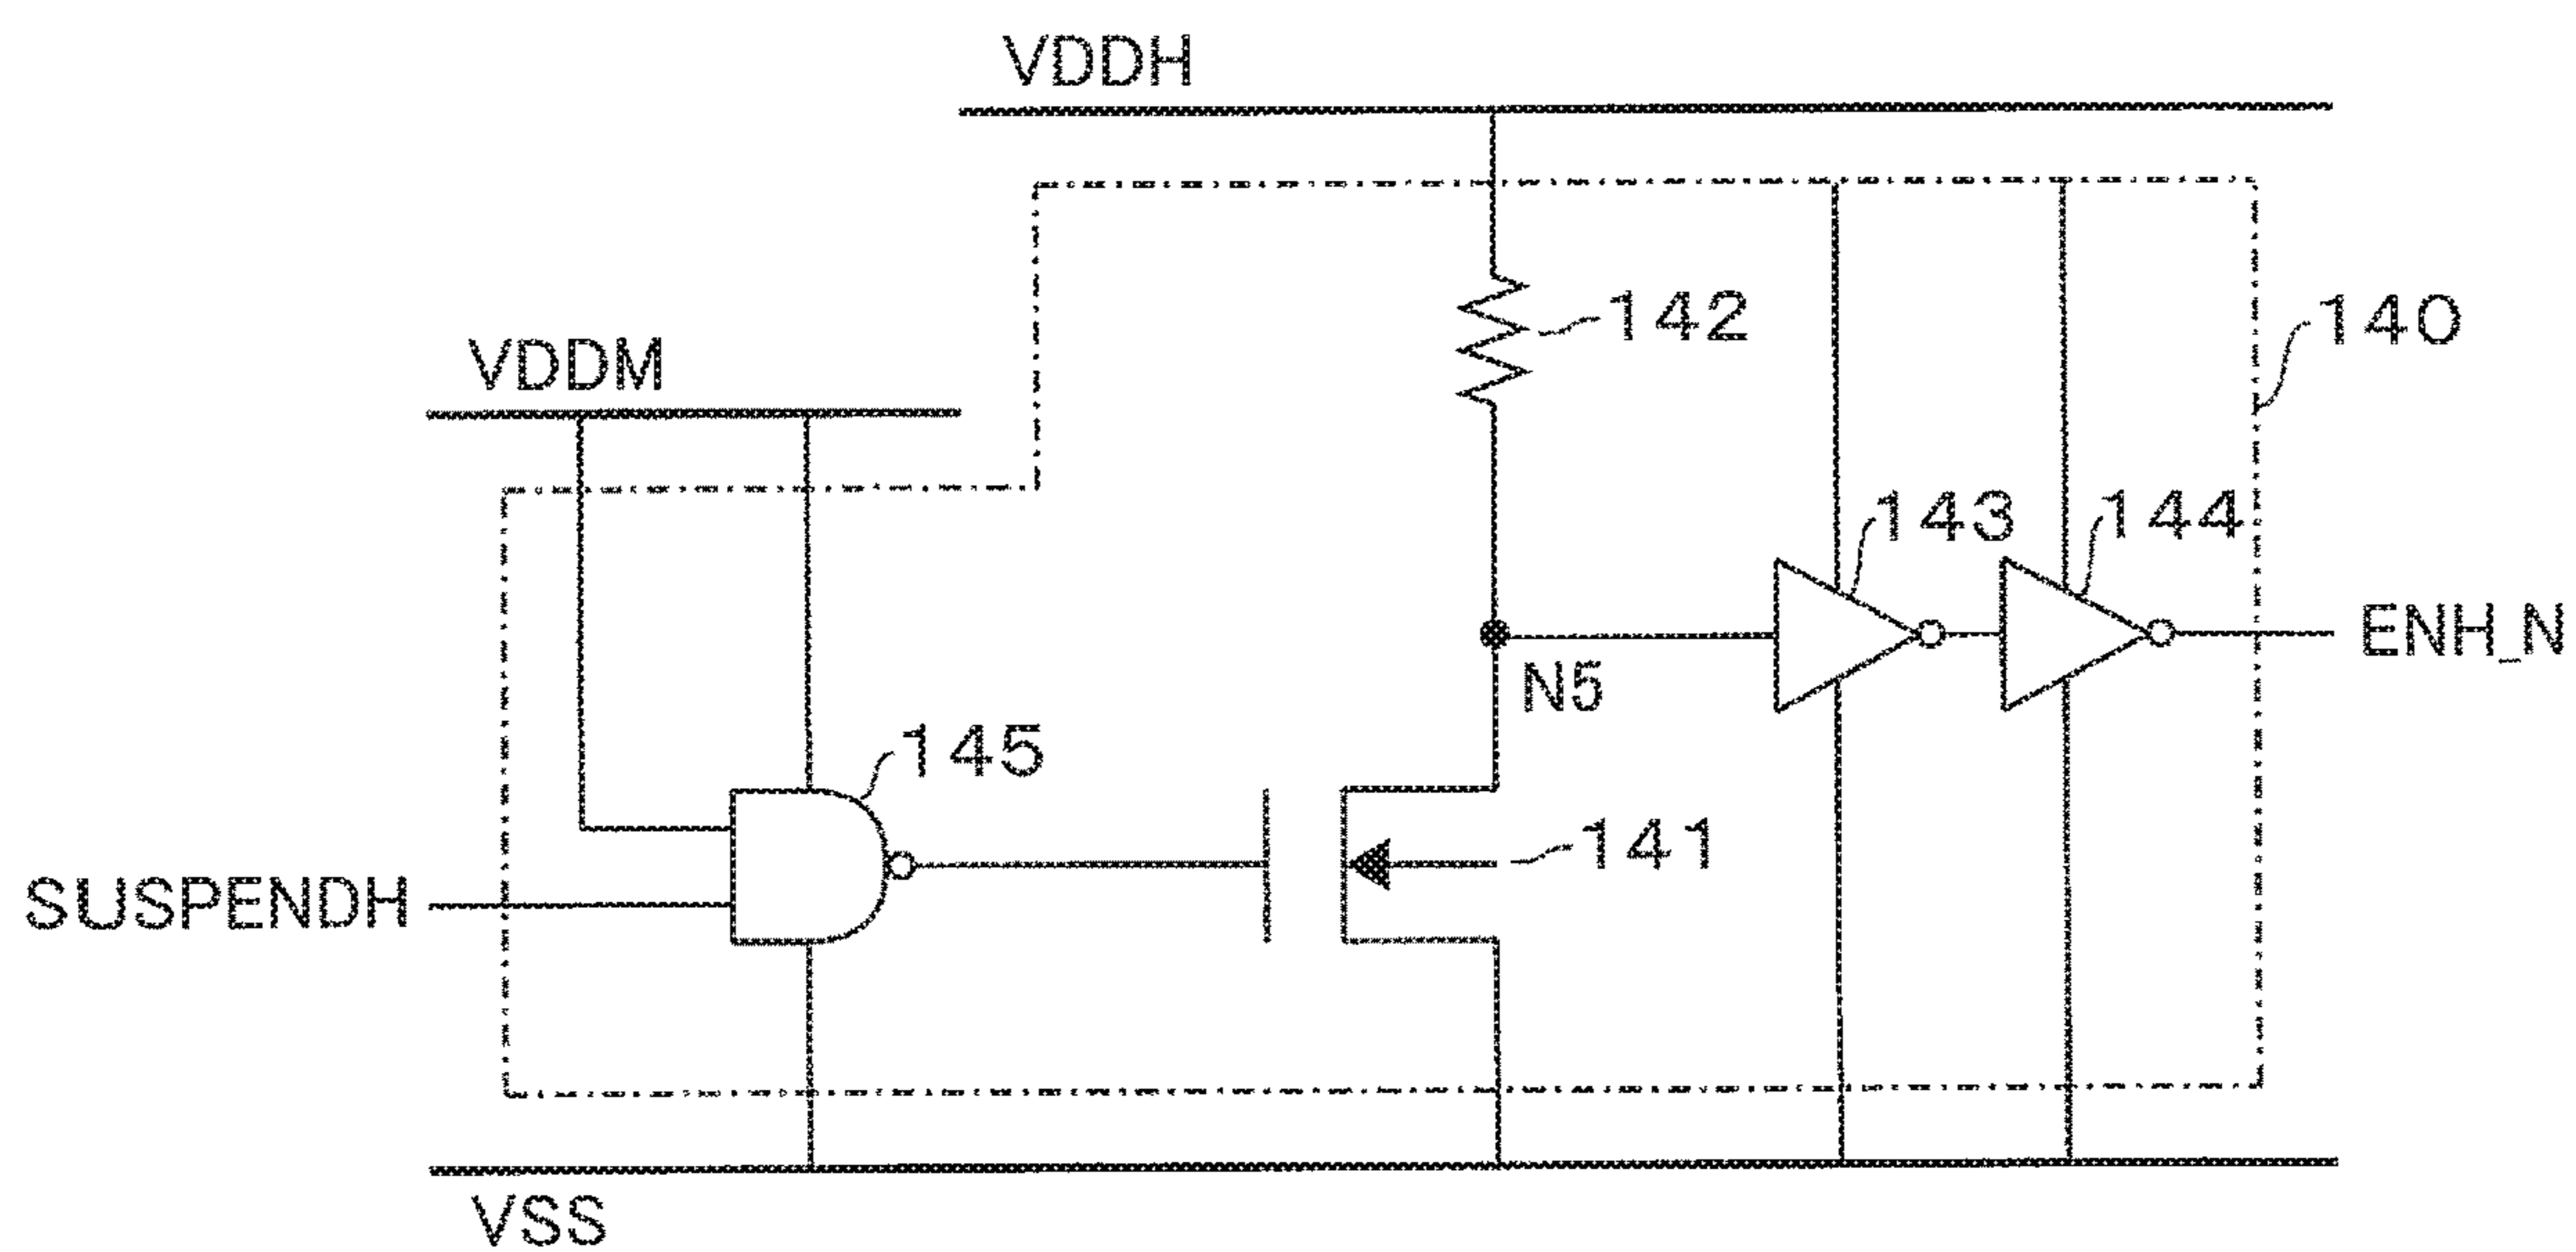 VDDH
142
140
VDDM
143
144
ENH_N
N5
145
141
SUSPENDH
VSS